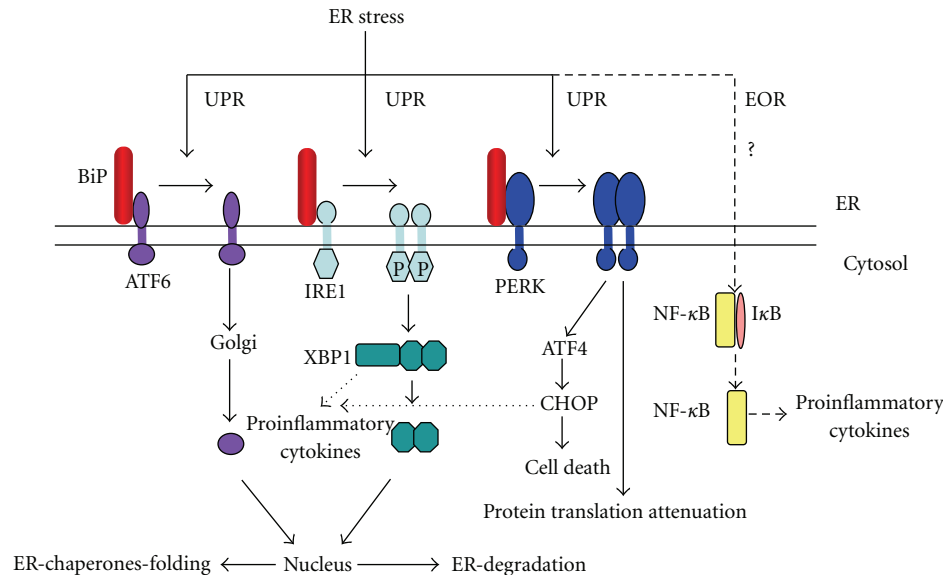 ER stress
UPR
UPR
UPR
EOR
?
BiP
ER
ATF6
IRE1
P
P
PERK
Cytosol
NF-κB
IκB
Golgi
XBP1
ATF4
CHOP
NF-κB
Proinflammatory
cytokines
Proinflammatory
cytokines
Cell death
Protein translation attenuation
ER-chaperones-folding
Nucleus
ER-degradation